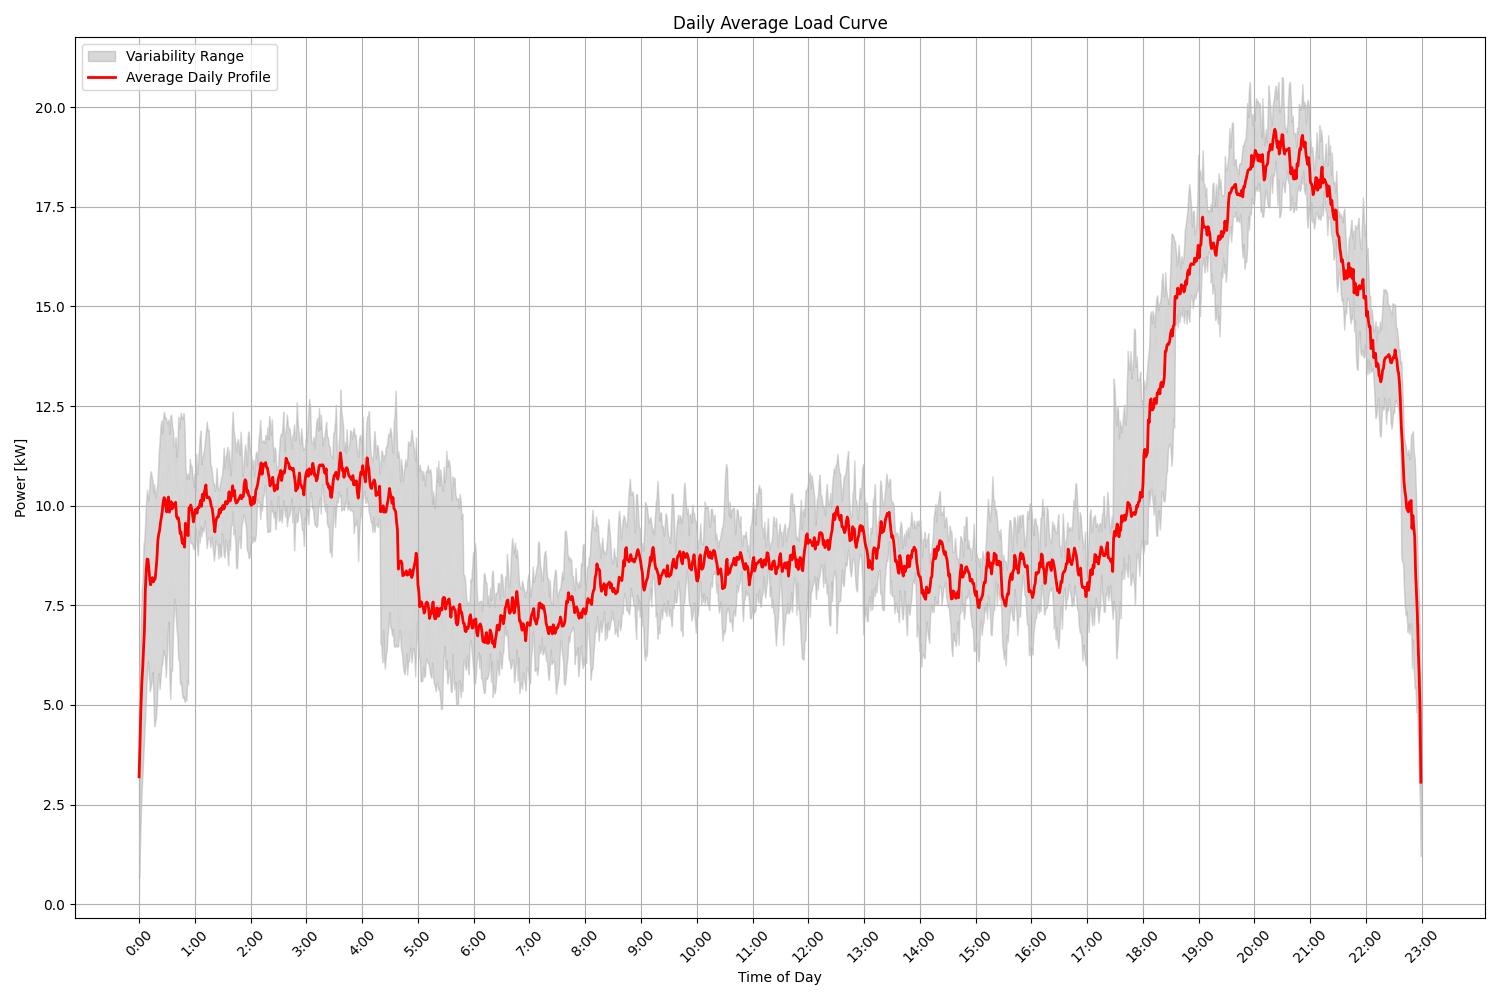 Daily Average Load Curve
Variability Range
Average Daily Profile
Power [kW]
20.0
17.5
15.0
12.5
10.0
7.5
5.0
2.5
0.0
0:00 1:00 2:00 3:00 4:00 5:00 6:00 7:00 8:00 9:00 10:00 11:00 12:00 13:00 14:00 15:00 16:00 17:00 18:00 19:00 20:00 21:00 22:00 23:00
Time of Day